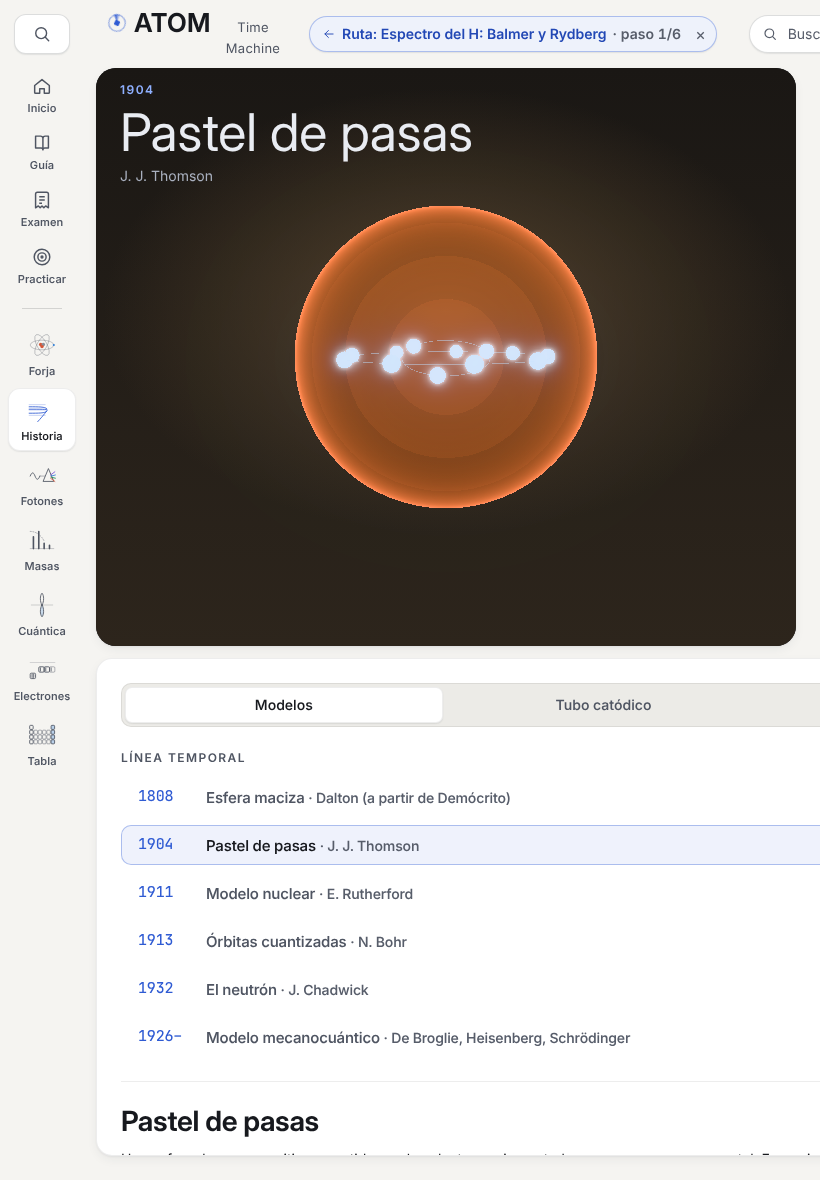 ATOM
Time
Machine
← Ruta: Espectro del H: Balmer y Rydberg · paso 1/6 ×
Inicio
Guía
Examen
Practicar
Forja
Historia
Fotones
Masas
Cuántica
Electrones
Tabla
1904
Pastel de pasas
J. J. Thomson
Modelos
Tubo catódico
LÍNEA TEMPORAL
1808 Esfera maciza · Dalton (a partir de Demócrito)
1904 Pastel de pasas · J. J. Thomson
1911 Modelo nuclear · E. Rutherford
1913 Órbitas cuantizadas · N. Bohr
1932 El neutrón · J. Chadwick
1926– Modelo mecanocuántico · De Broglie, Heisenberg, Schrödinger
Pastel de pasas